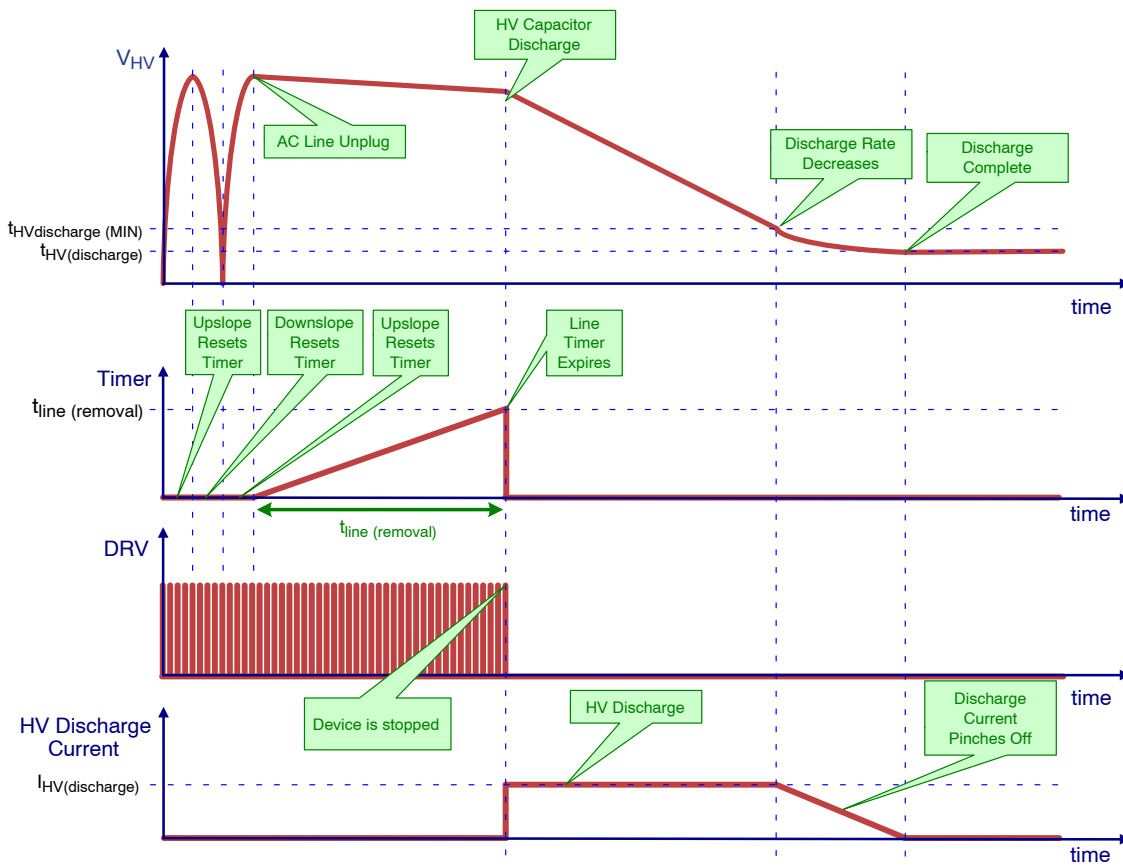 HV Capacitor
Discharge
VHV
AC Line Unplug
Discharge Rate
Decreases
Discharge
Complete
tHVdischarge (MIN)
tHV(discharge)
time
Upslope
Resets
Timer
Downslope
Resets
Timer
Upslope
Resets
Timer
Line
Timer
Expires
Timer
tline (removal)
tline (removal)
time
DRV
Device is stopped
time
HV Discharge
Current
HV Discharge
Discharge
Current
Pinches Off
IHV(discharge)
time